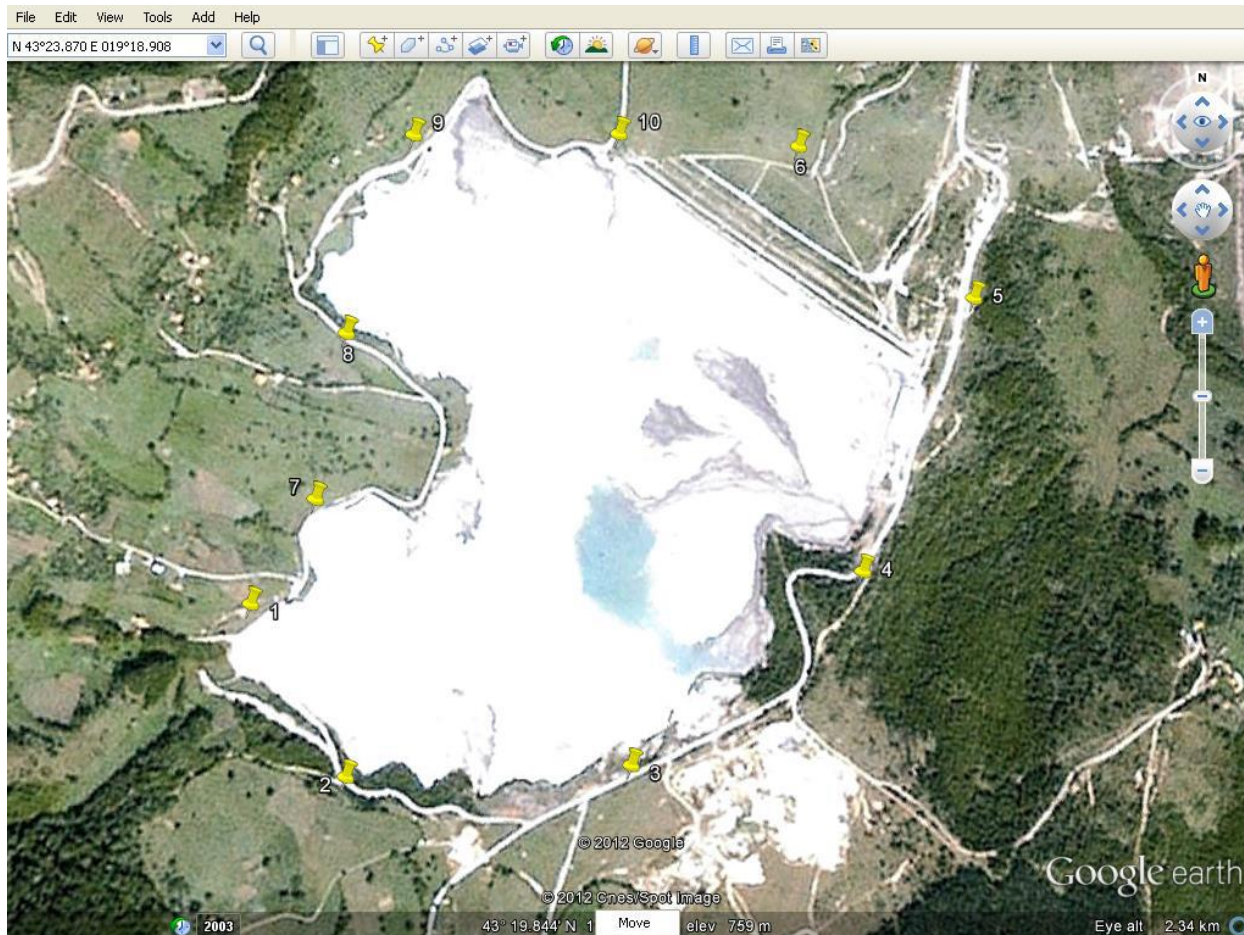 File Edit View Tools Add Help
N 43°23.870 E 019°18.908
N
9
10
6
5
8
7
4
1
3
2
© 2012 Google
Google earth
© 2012 Cnes/Spot Image
2003 43° 19.844' N 1 Move elev 759 m Eye alt 2.34 km